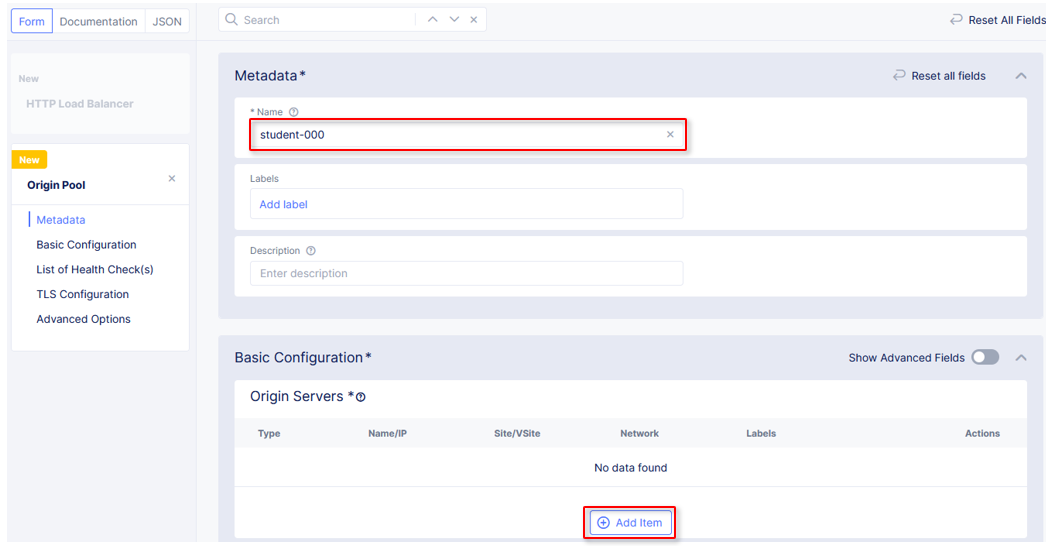 Form Documentation JSON
Search
Reset All Fields
New
HTTP Load Balancer
New
Origin Pool
Metadata
Basic Configuration
List of Health Check(s)
TLS Configuration
Advanced Options
Metadata*
Reset all fields
* Name
student-000
Labels
Add label
Description
Enter description
Basic Configuration*
Show Advanced Fields
Origin Servers *
Type Name/IP Site/VSite Network Labels Actions
No data found
Add Item